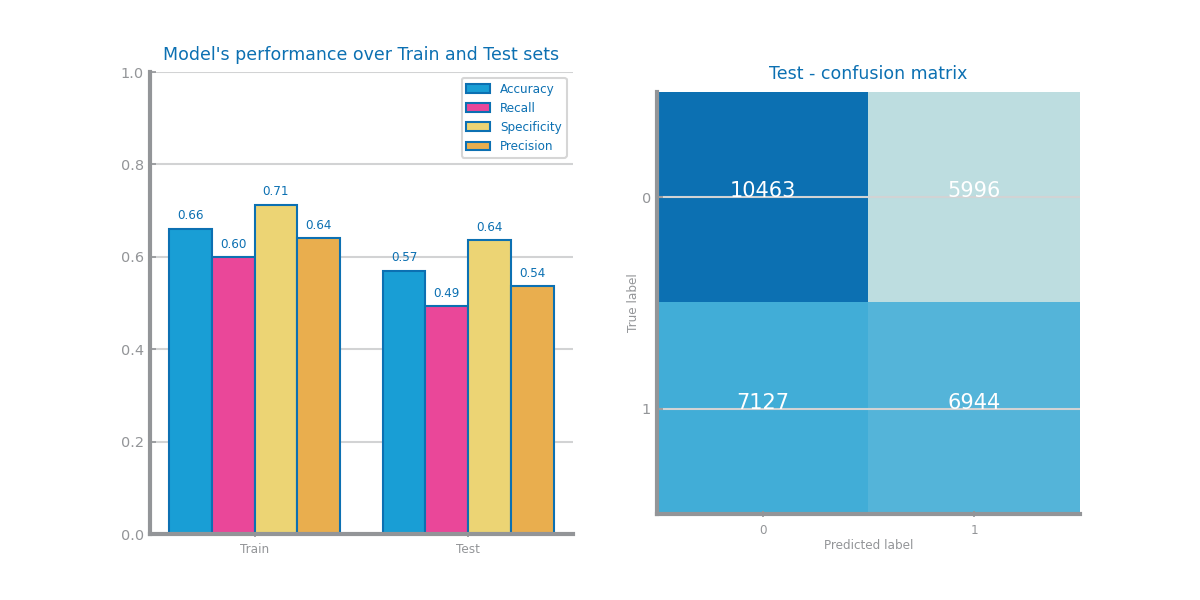 Model's performance over Train and Test sets
1.0
0.8
0.6
0.4
0.2
0.0
Accuracy
Recall
Specificity
Precision
0.66
0.60
0.71
0.64
0.57
0.49
0.64
0.54
Train
Test
Test - confusion matrix
True label
0
1
10463
5996
7127
6944
0
1
Predicted label